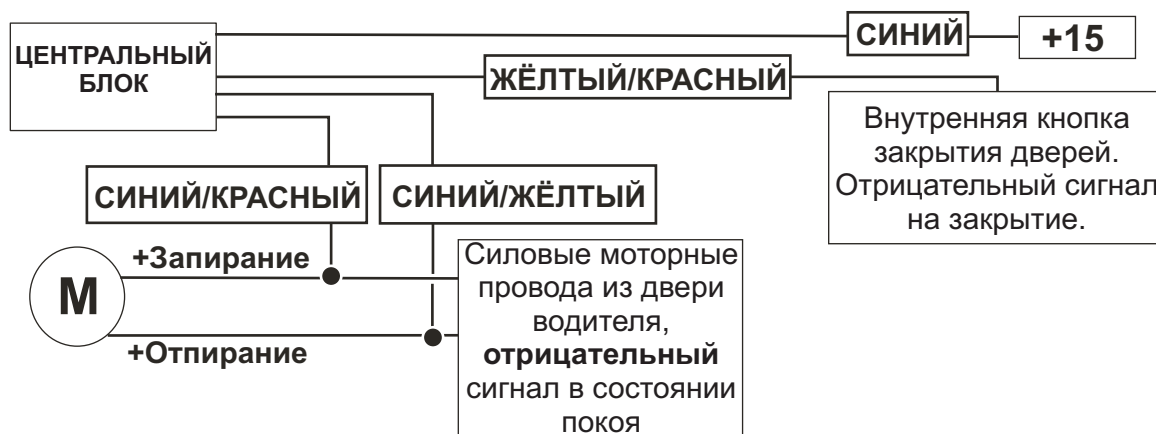 СИНИЙ
+15
ЦЕНТРАЛЬНЫЙ
БЛОК
ЖЁЛТЫЙ/КРАСНЫЙ
Внутренняя кнопка
закрытия дверей.
Отрицательный сигнал
на закрытие.
СИНИЙ/КРАСНЫЙ
СИНИЙ/ЖЁЛТЫЙ
+Запирание
М
+Отпирание
Силовые моторные
провода из двери
водителя,
отрицательный
сигнал в состоянии
покоя